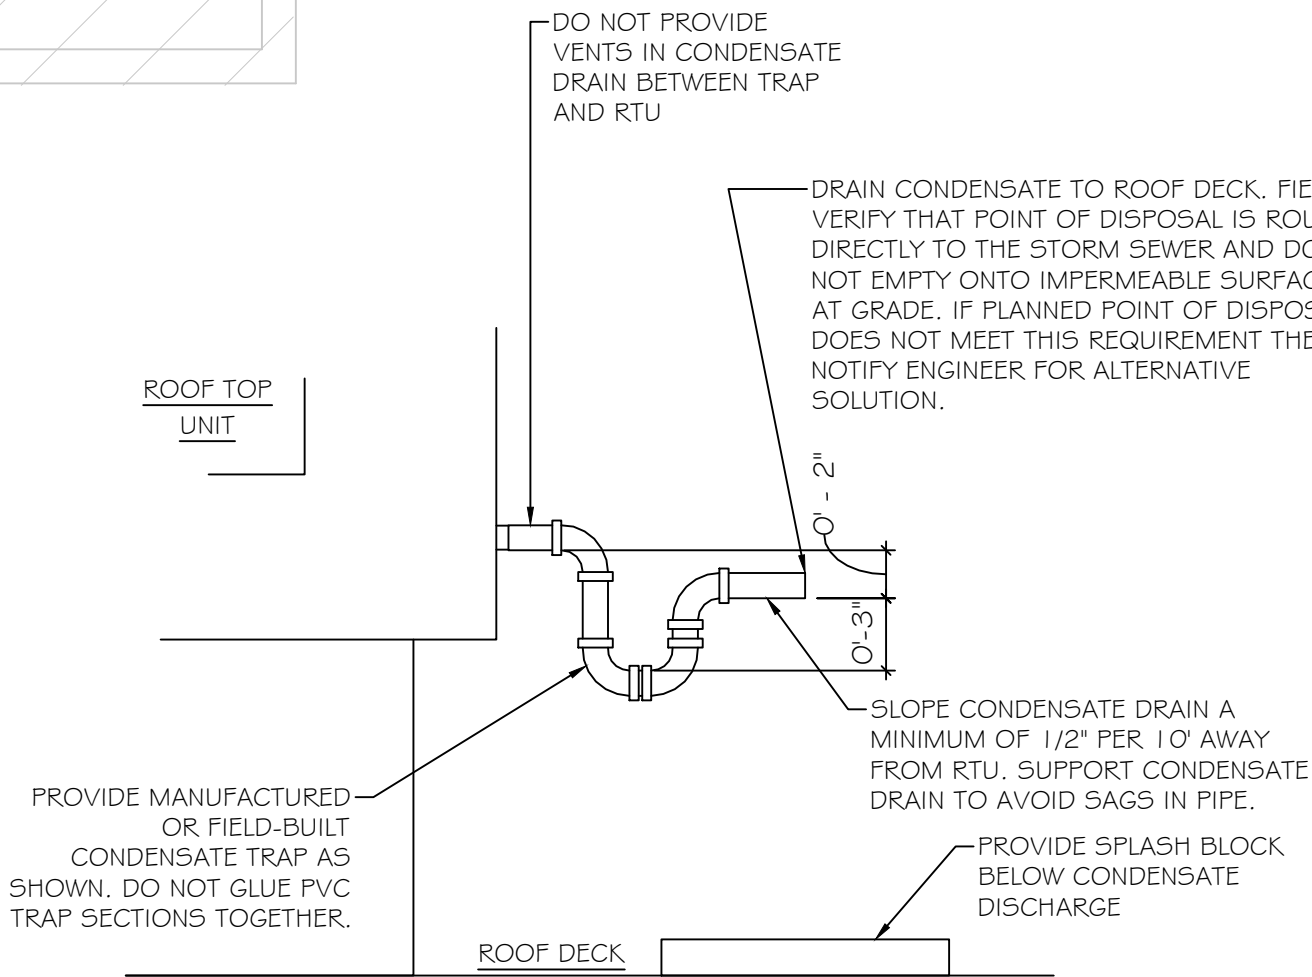 DO NOT PROVIDE
VENTS IN CONDENSATE
DRAIN BETWEEN TRAP
AND RTU
DRAIN CONDENSATE TO ROOF DECK. FIE
VERIFY THAT POINT OF DISPOSAL IS ROU
DIRECTLY TO THE STORM SEWER AND DO
NOT EMPTY ONTO IMPERMEABLE SURFAC
AT GRADE. IF PLANNED POINT OF DISPOS
DOES NOT MEET THIS REQUIREMENT THE
NOTIFY ENGINEER FOR ALTERNATIVE
SOLUTION.
ROOF TOP
UNIT
0' - 2"
0'-3"
SLOPE CONDENSATE DRAIN A
MINIMUM OF 1/2" PER 10' AWAY
FROM RTU. SUPPORT CONDENSATE
DRAIN TO AVOID SAGS IN PIPE.
PROVIDE MANUFACTURED
OR FIELD-BUILT
CONDENSATE TRAP AS
SHOWN. DO NOT GLUE PVC
TRAP SECTIONS TOGETHER.
PROVIDE SPLASH BLOCK
BELOW CONDENSATE
DISCHARGE
ROOF DECK